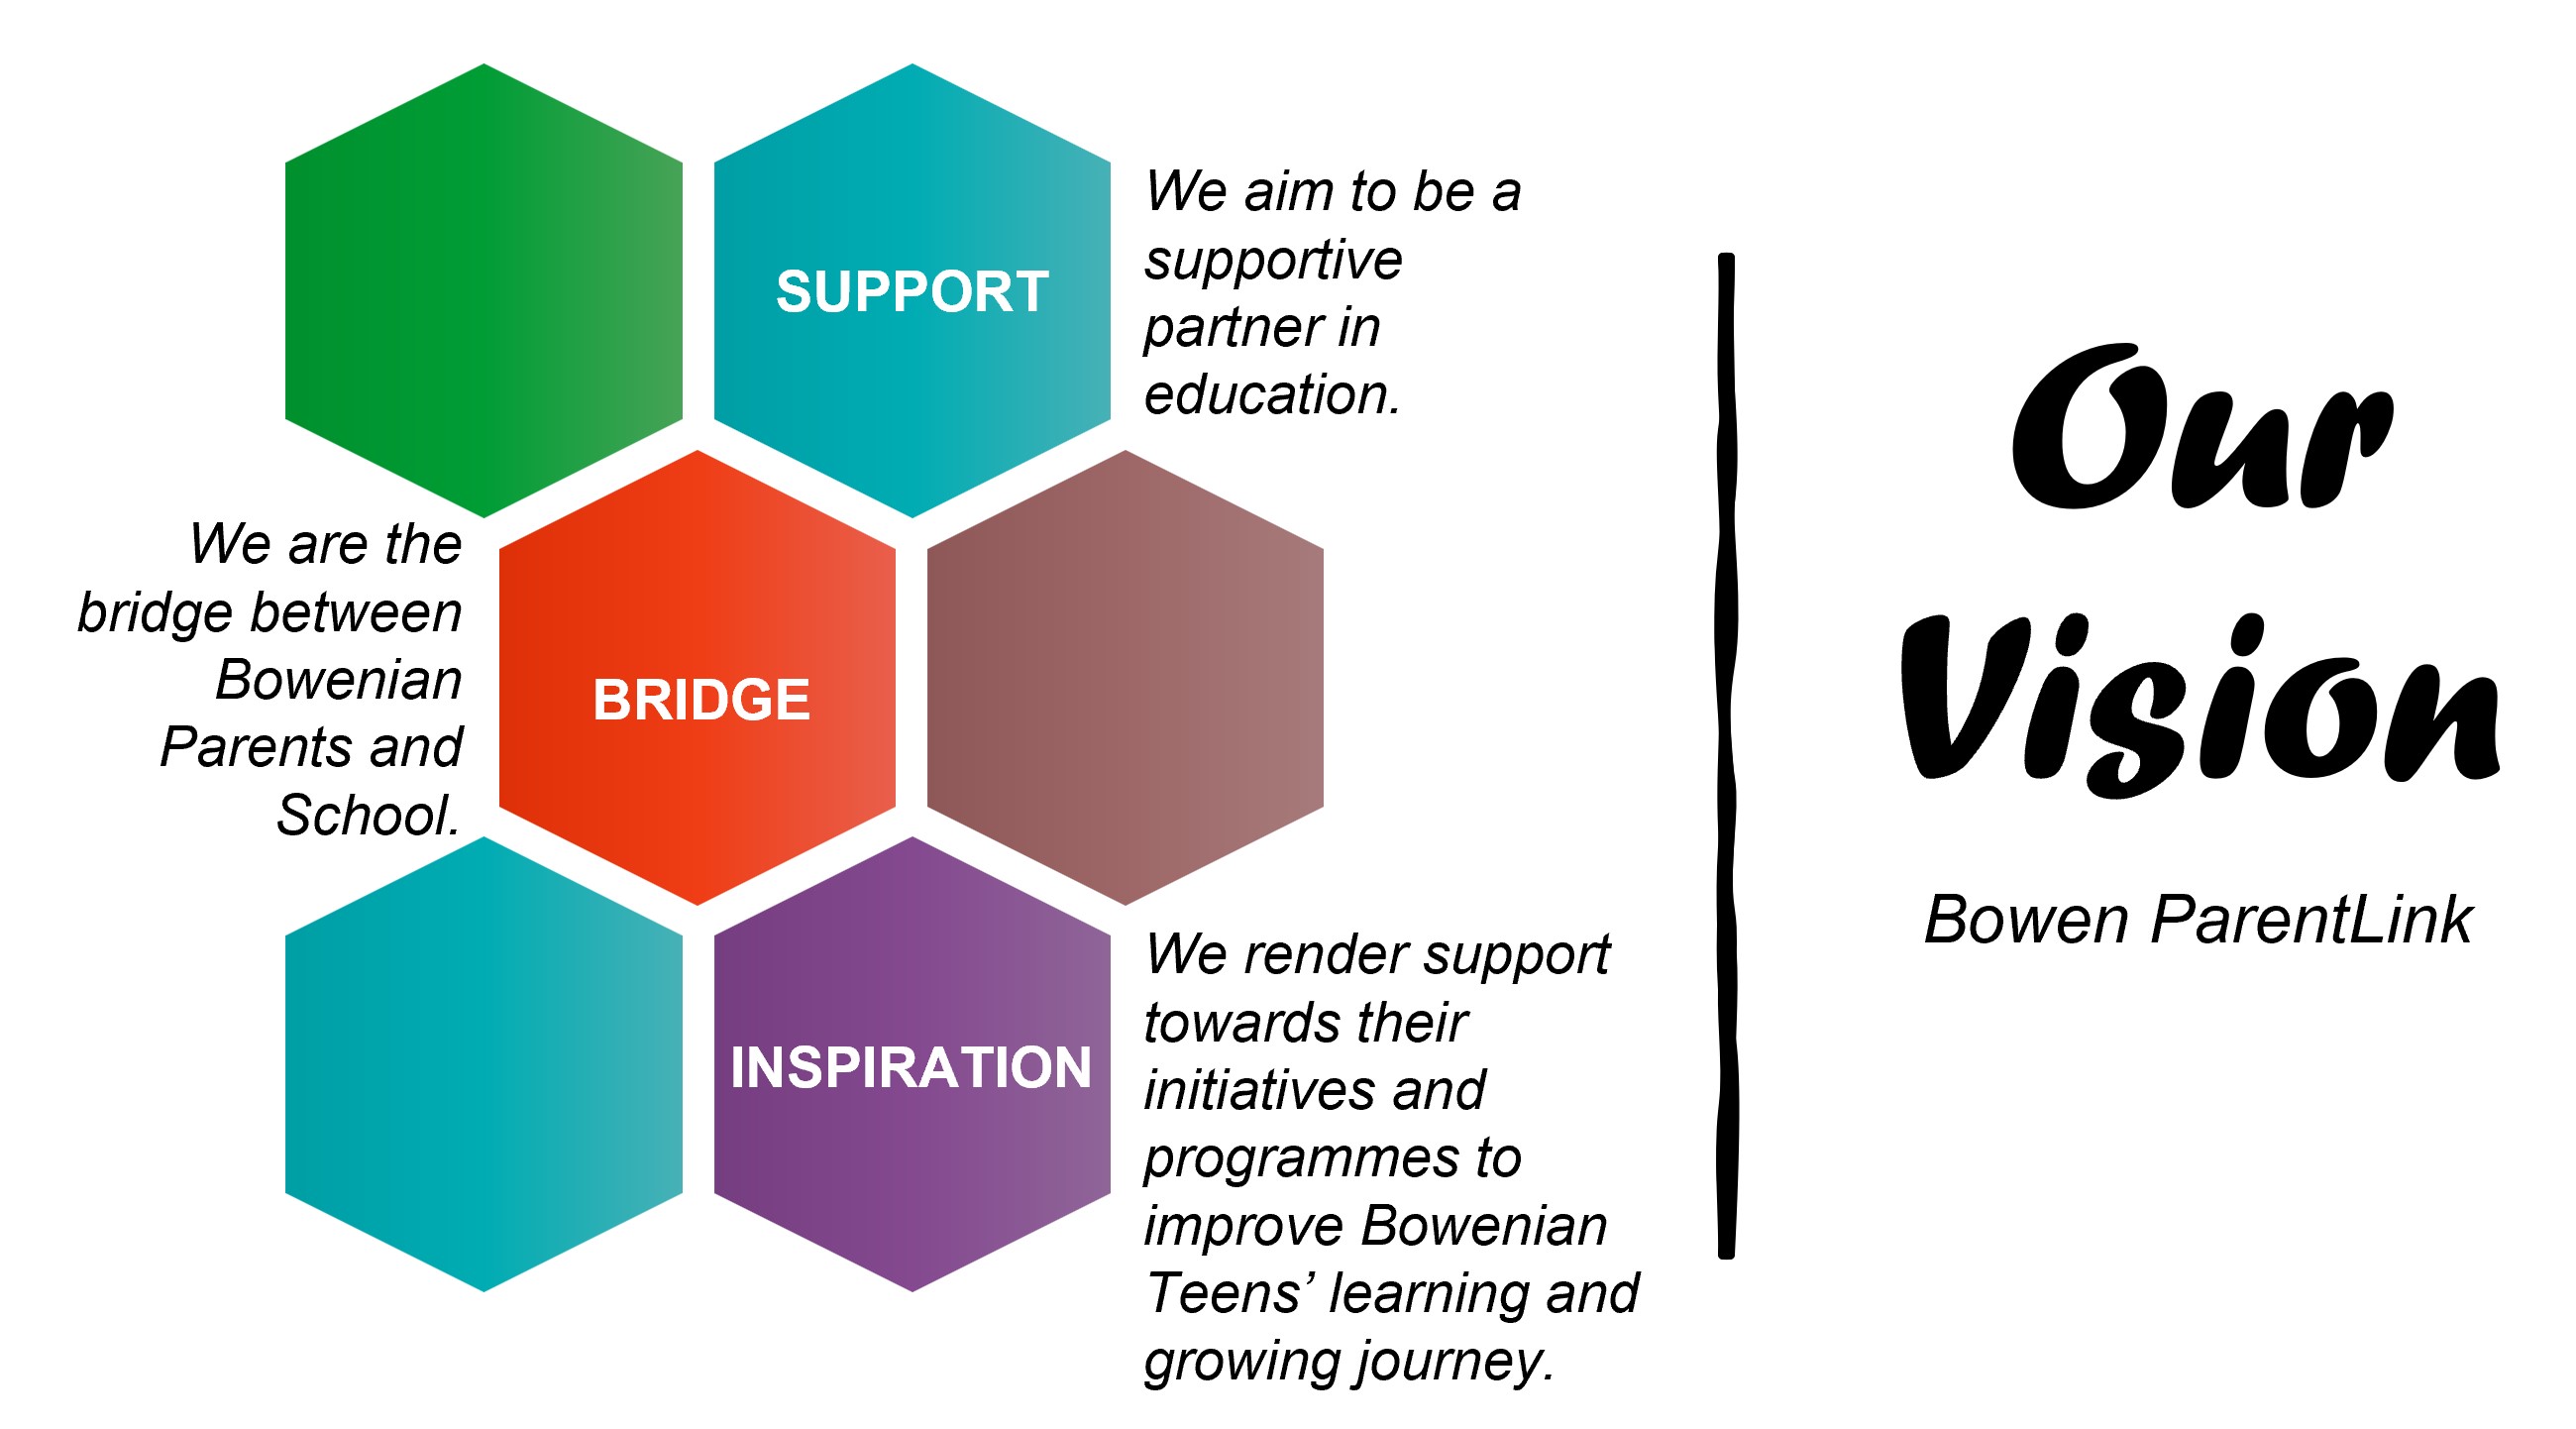 SUPPORT
We aim to be a
supportive
partner in
education.
We are the
bridge between
Bowenian
Parents and
School.
BRIDGE
INSPIRATION
We render support
towards their
initiatives and
programmes to
improve Bowenian
Teens’ learning and
growing journey.
Our
Vision
Bowen ParentLink